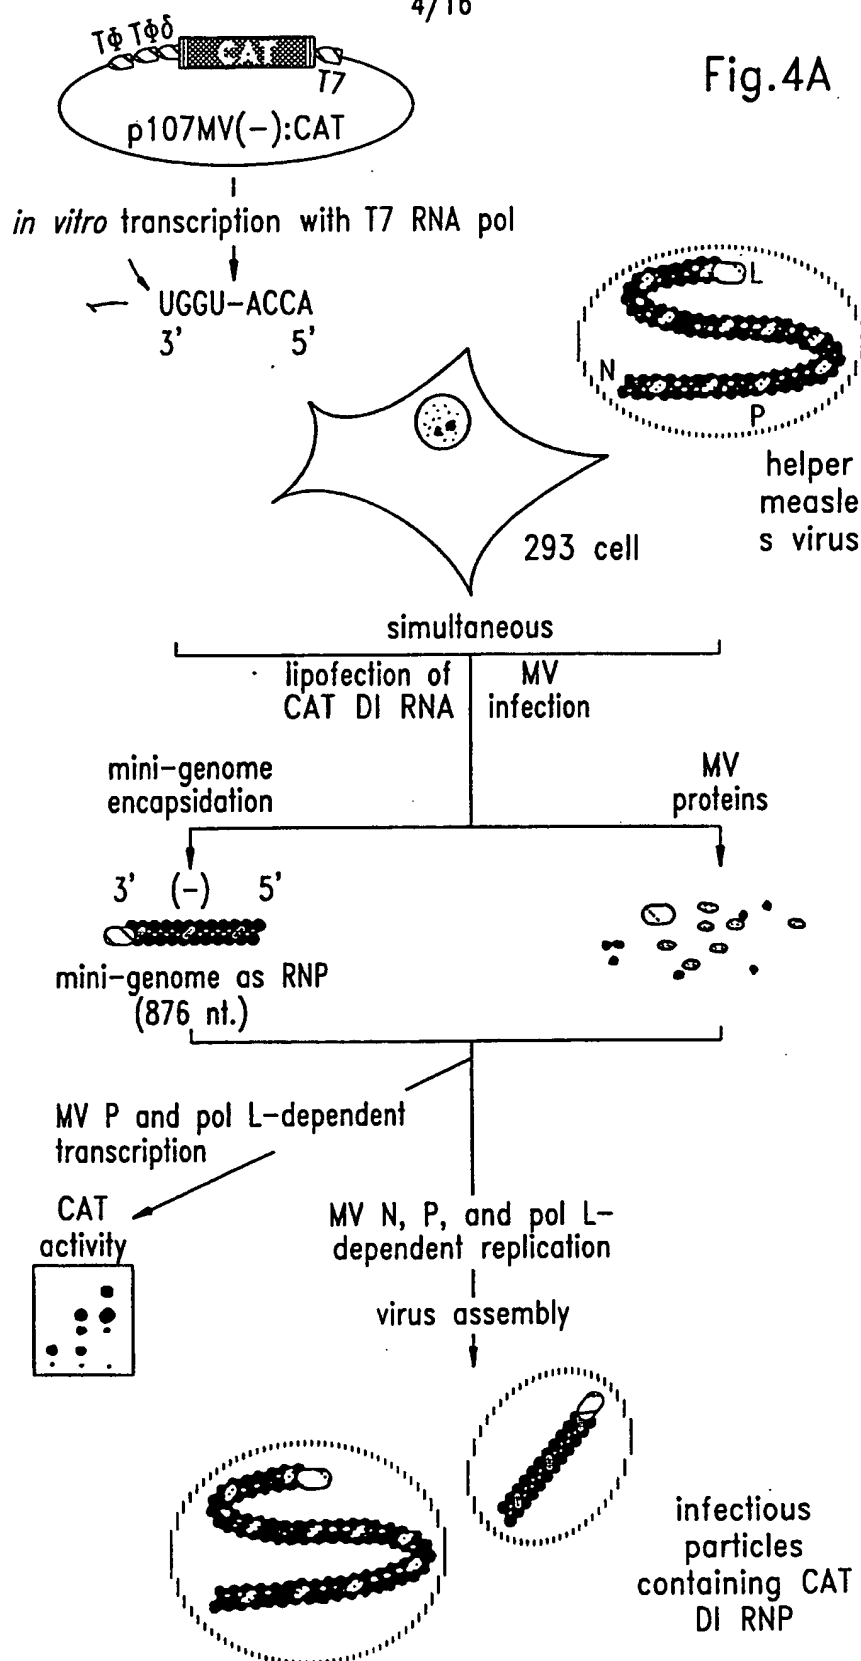 4/16
Fig.4A
TΦ TΦδ
CAT
T7
p107MV(-):CAT
in vitro transcription with T7 RNA pol
UGGU-ACCA
3' 5'
L
N
P
helper
measle
s virus
293 cell
simultaneous
lipofection of
CAT DI RNA
MV
infection
mini-genome
encapsidation
MV
proteins
3' (-) 5'
mini-genome as RNP
(876 nt.)
MV P and pol L-dependent
transcription
CAT
activity
MV N, P, and pol L-
dependent replication
virus assembly
infectious
particles
containing CAT
DI RNP